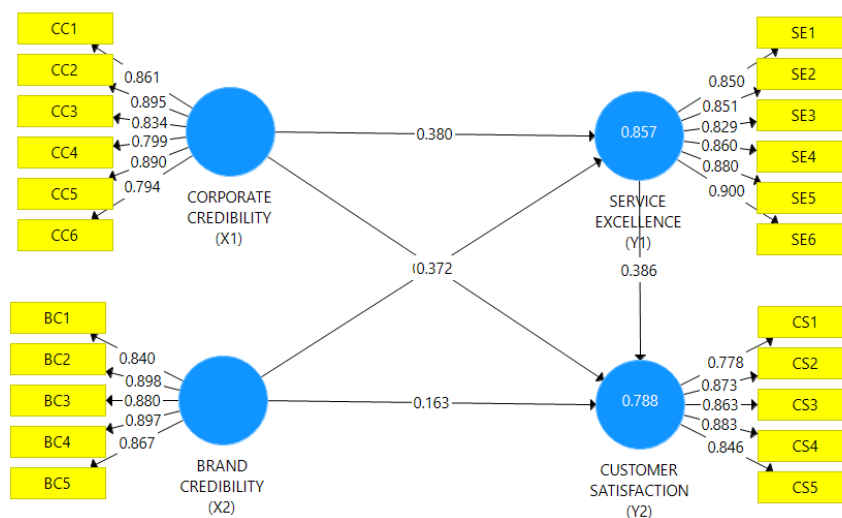 CC1
CC2
CC3
CC4
CC5
CC6
0.861
0.895
0.834
0.799
0.890
0.794
CORPORATE
CREDIBILITY
(X1)
0.380
0.857
SERVICE
EXCELLENCE
(Y1)
0.850
0.851
0.829
0.860
0.880
0.900
SE1
SE2
SE3
SE4
SE5
SE6
0.372
0.386
BC1
BC2
BC3
BC4
BC5
0.840
0.898
0.880
0.897
0.867
BRAND
CREDIBILITY
(X2)
0.163
0.788
CUSTOMER
SATISFACTION
(Y2)
0.778
0.873
0.863
0.883
0.846
CS1
CS2
CS3
CS4
CS5